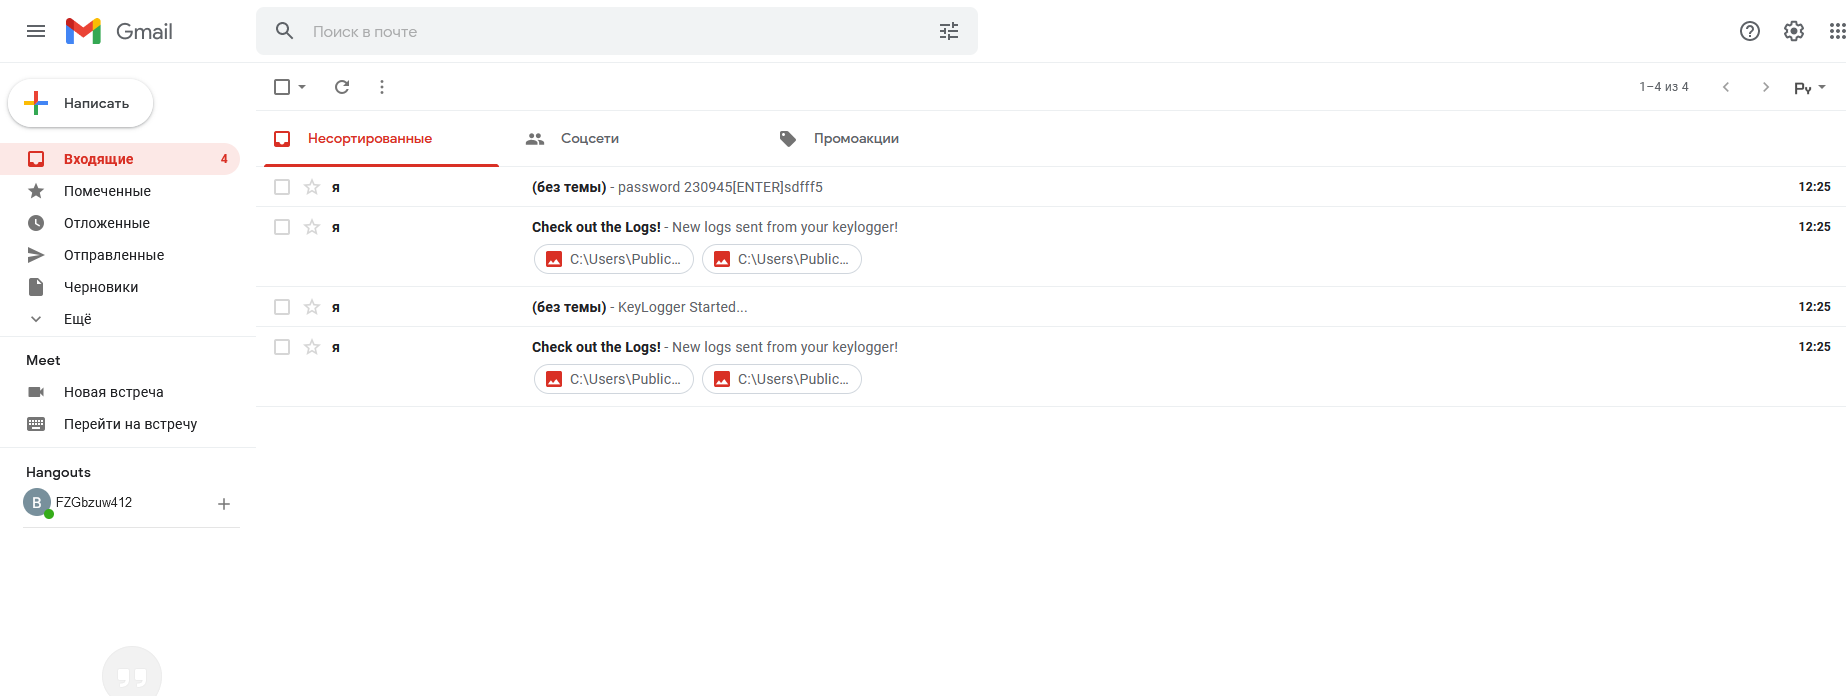 Gmail
Поиск в почте
Написать
1–4 из 4
Ру
Несортированные
Соцсети
Промоакции
Входящие 4
Помеченные
Отложенные
Отправленные
Черновики
Ещё
Meet
Новая встреча
Перейти на встречу
Hangouts
B FZGbzuw412
я (без темы) - password 230945[ENTER]sdfff5 12:25
я Check out the Logs! - New logs sent from your keylogger! 12:25
C:\Users\Public... C:\Users\Public...
я (без темы) - KeyLogger Started... 12:25
я Check out the Logs! - New logs sent from your keylogger! 12:25
C:\Users\Public... C:\Users\Public...